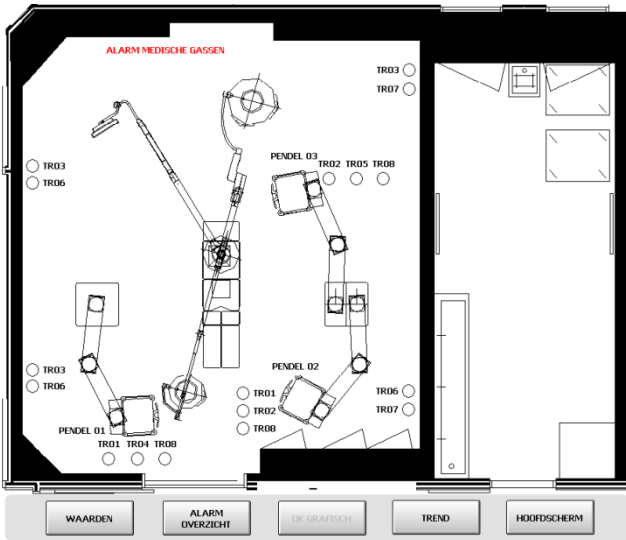 ALARM MEDISCHE GASSEN
TR03
TR07
PENDEL 03
TR02 TR05 TR08
TR03
TR06
TR03
TR06
PENDEL 02
TR01
TR02
TR08
TR06
TR07
PENDEL 01
TR01 TR04 TR08
WAARDEN
ALARM
OVERZICHT
OK GRAFISCH
TREND
HOOFDSCHERM